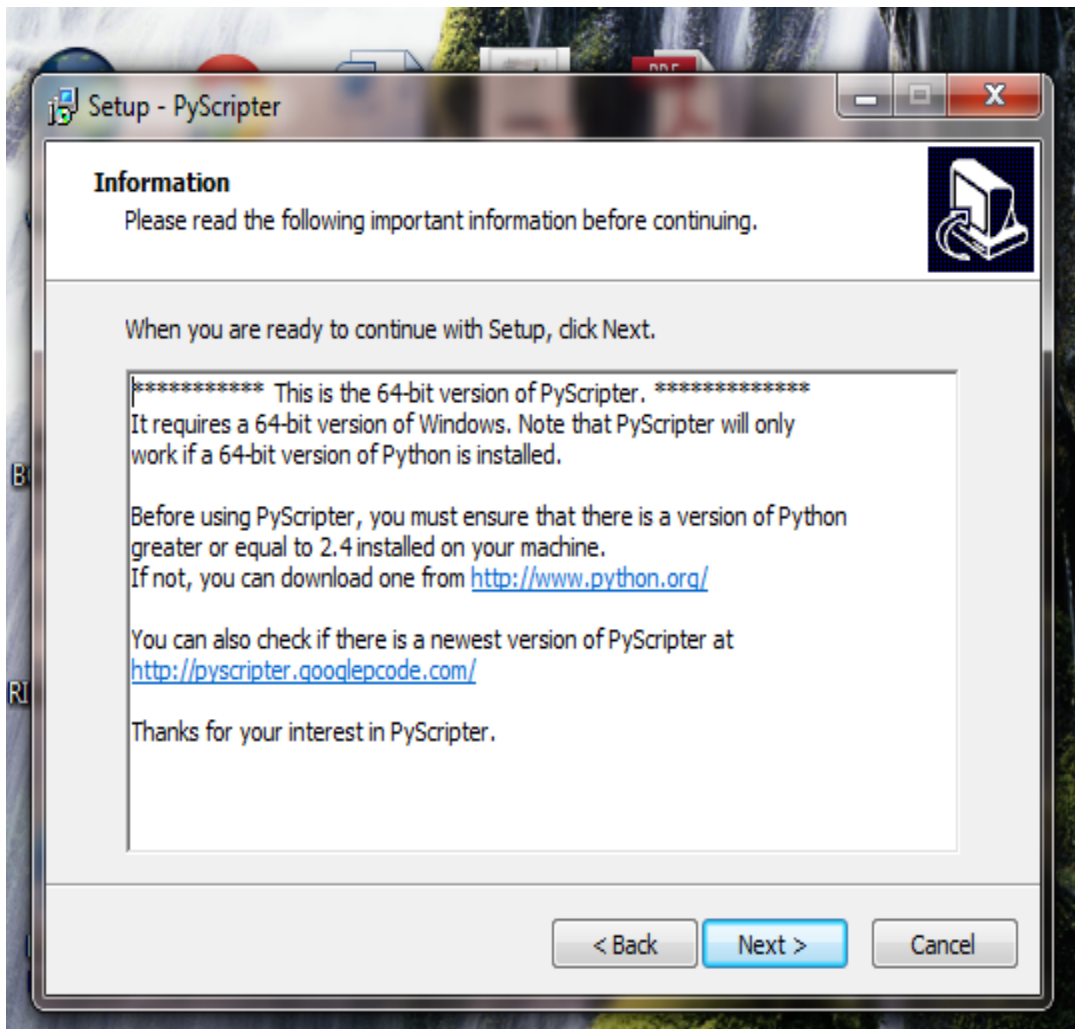 PDF
Setup - PyScripter
X
Information
Please read the following important information before continuing.
When you are ready to continue with Setup, click Next.
*********** This is the 64-bit version of PyScripter. *************
It requires a 64-bit version of Windows. Note that PyScripter will only
work if a 64-bit version of Python is installed.
Before using PyScripter, you must ensure that there is a version of Python
greater or equal to 2.4 installed on your machine.
If not, you can download one from http://www.python.org/
You can also check if there is a newest version of PyScripter at
http://pyscripter.googlepcode.com/
Thanks for your interest in PyScripter.
< Back
Next >
Cancel